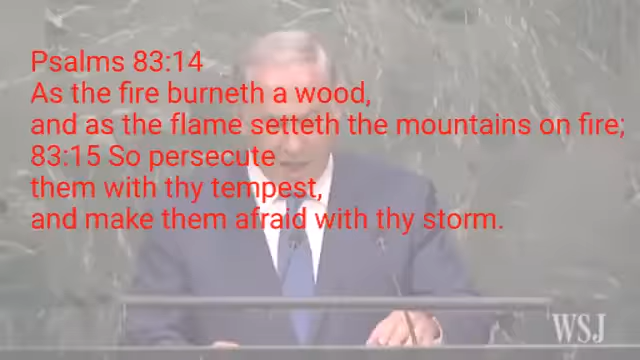 Psalms 83:14
As the fire burneth a wood,
and as the flame setteth the mountains on fire;
83:15 So persecute
them with thy tempest,
and make them afraid with thy storm.
WSJ